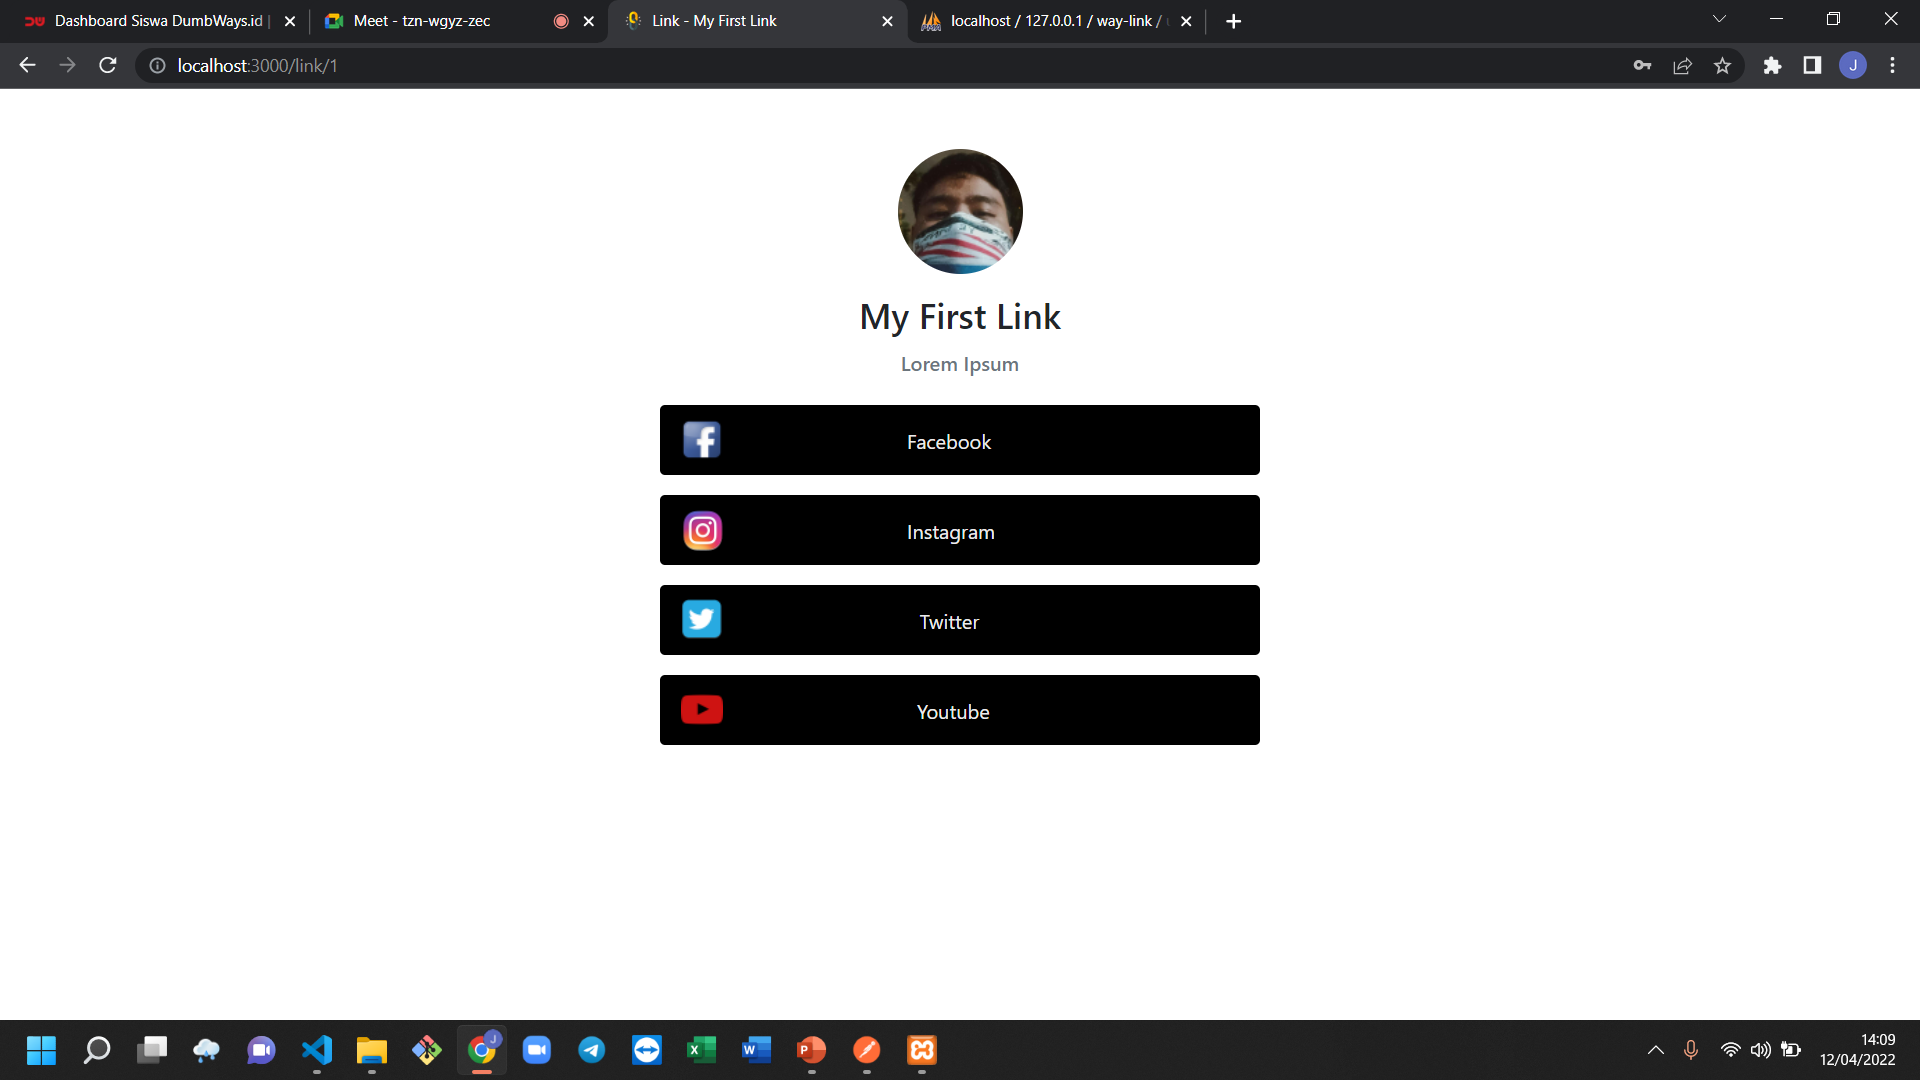 Dashboard Siswa DumbWays.id |
Meet - tzn-wgyz-zec
Link - My First Link
localhost / 127.0.0.1 / way-link /
localhost:3000/link/1
J
My First Link
Lorem Ipsum
Facebook
Instagram
Twitter
Youtube
J
14:09
12/04/2022